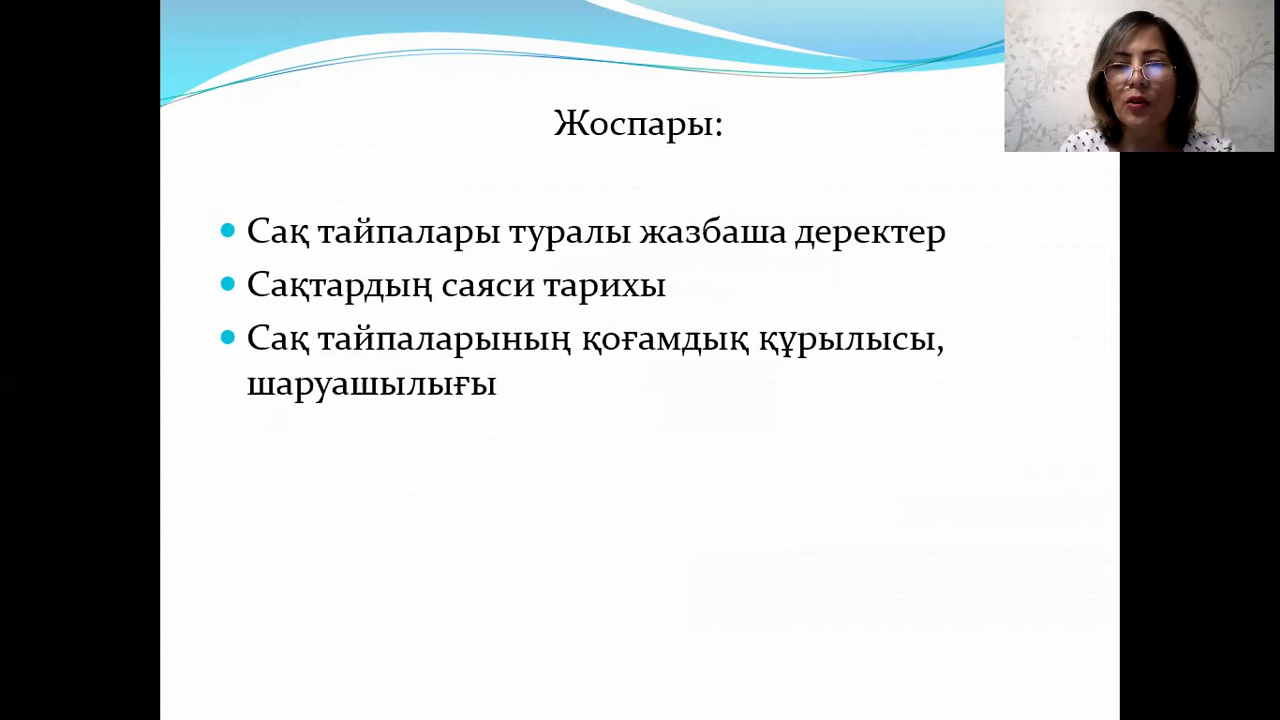 Жоспары:
Сақ тайпалары туралы жазбаша деректер
Сақтардың саяси тарихы
Сақ тайпаларының қоғамдық құрылысы,
шаруашылығы